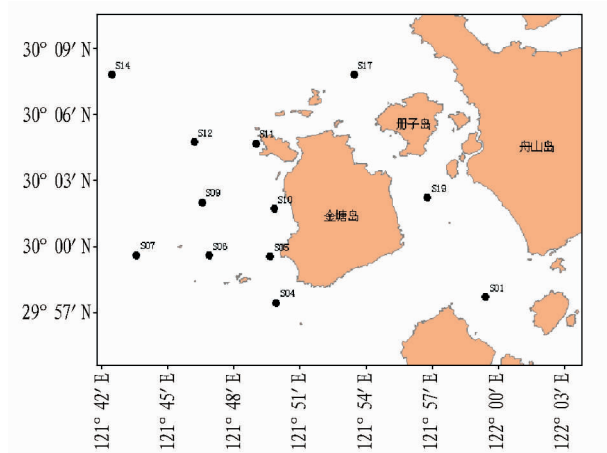 30° 09′ N
30° 06′ N
30° 03′ N
30° 00′ N
29° 57′ N
S14
S17
S12
S11
册子岛
舟山岛
S09
S10
S19
金塘岛
S07
S06
S05
S04
S01
121° 42′ E
121° 45′ E
121° 48′ E
121° 51′ E
121° 54′ E
121° 57′ E
122° 00′ E
122° 03′ E